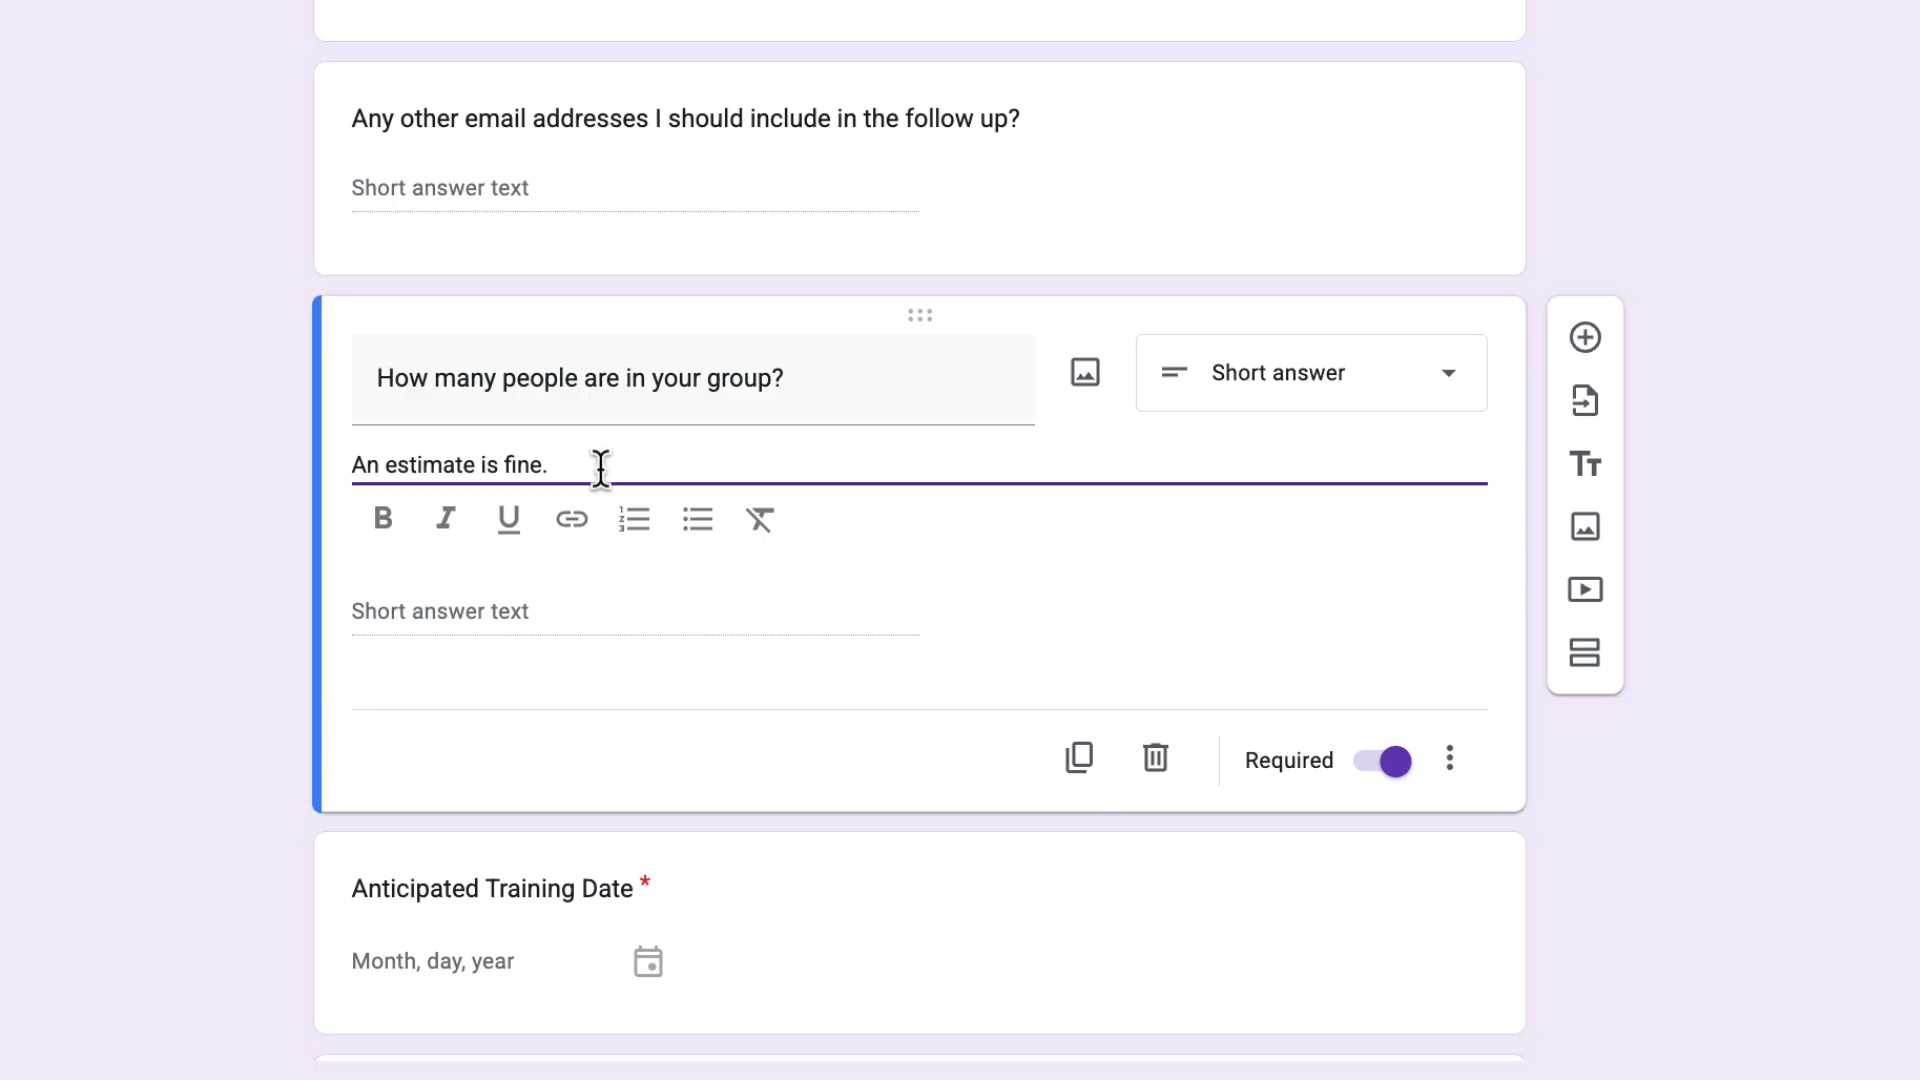 Any other email addresses I should include in the follow up?
Short answer text
How many people are in your group?
Short answer
An estimate is fine.
Short answer text
Required
Anticipated Training Date *
Month, day, year